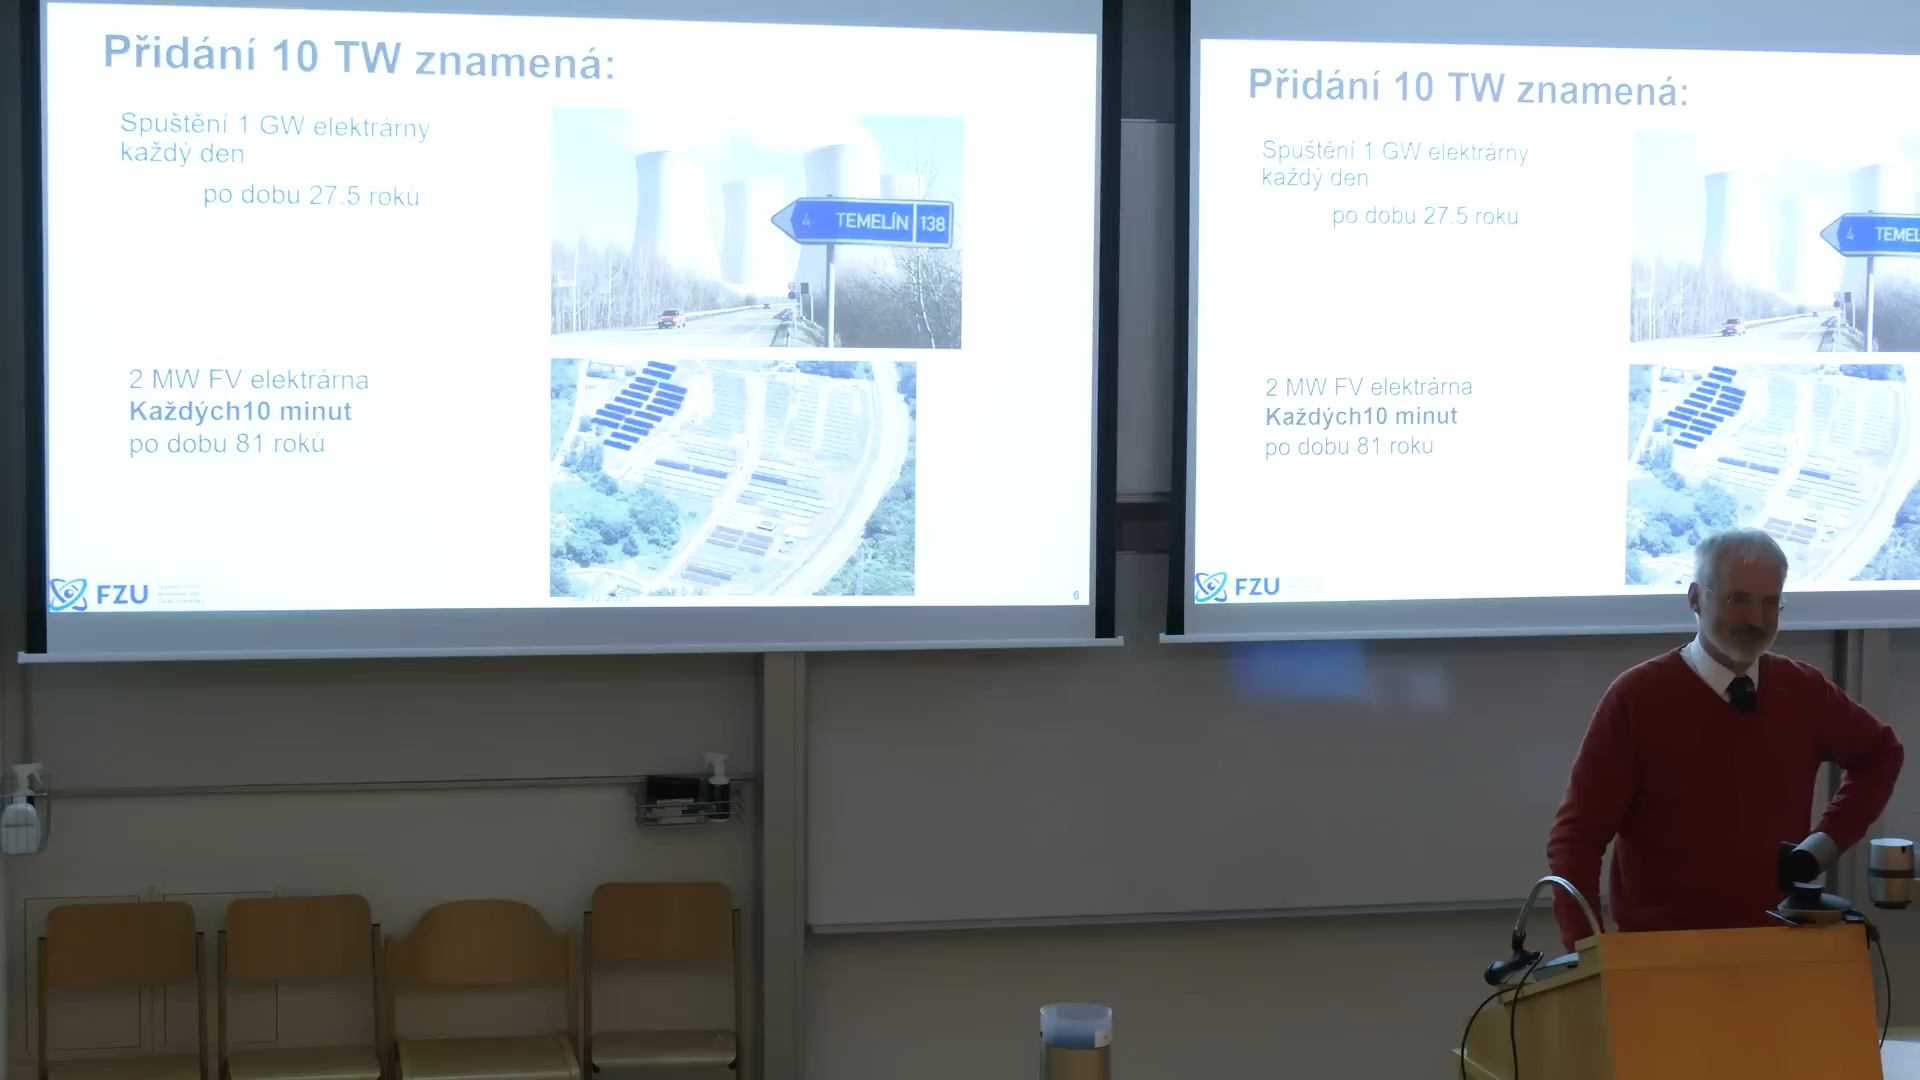 Přidání 10 TW znamená:
Spuštění 1 GW elektrárny
každý den
po dobu 27.5 roku
4 TEMELÍN 138
2 MW FV elektrárna
Každých10 minut
po dobu 81 roků
FZU
6
Přidání 10 TW znamená:
Spuštění 1 GW elektrárny
každý den
po dobu 27.5 roku
4 TEMEL
2 MW FV elektrárna
Každých10 minut
po dobu 81 roku
FZU